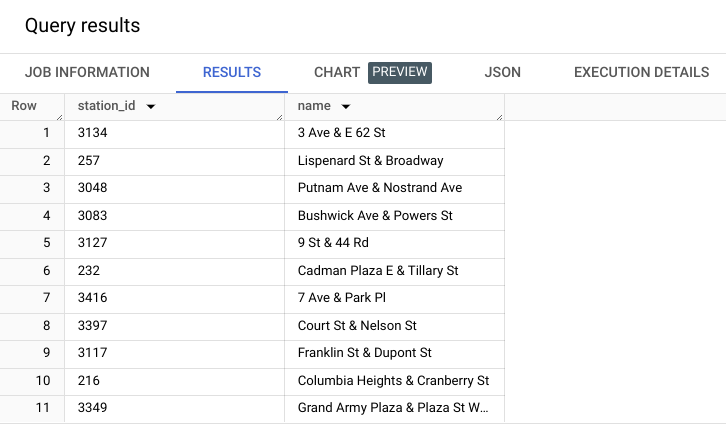 Query results
JOB INFORMATION RESULTS CHART PREVIEW JSON EXECUTION DETAILS
Row station_id name
1 3134 3 Ave & E 62 St
2 257 Lispenard St & Broadway
3 3048 Putnam Ave & Nostrand Ave
4 3083 Bushwick Ave & Powers St
5 3127 9 St & 44 Rd
6 232 Cadman Plaza E & Tillary St
7 3416 7 Ave & Park Pl
8 3397 Court St & Nelson St
9 3117 Franklin St & Dupont St
10 216 Columbia Heights & Cranberry St
11 3349 Grand Army Plaza & Plaza St W...